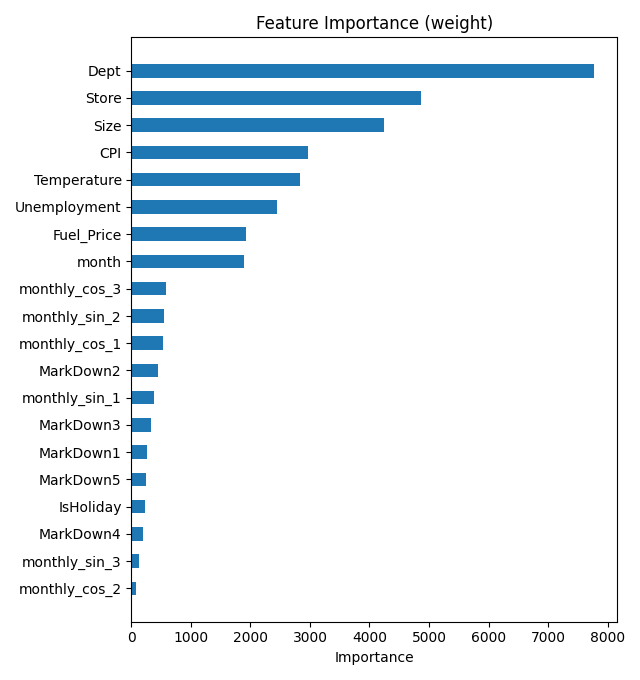 Feature Importance (weight)
Dept
Store
Size
CPI
Temperature
Unemployment
Fuel_Price
month
monthly_cos_3
monthly_sin_2
monthly_cos_1
MarkDown2
monthly_sin_1
MarkDown3
MarkDown1
MarkDown5
IsHoliday
MarkDown4
monthly_sin_3
monthly_cos_2
0 1000 2000 3000 4000 5000 6000 7000 8000
Importance